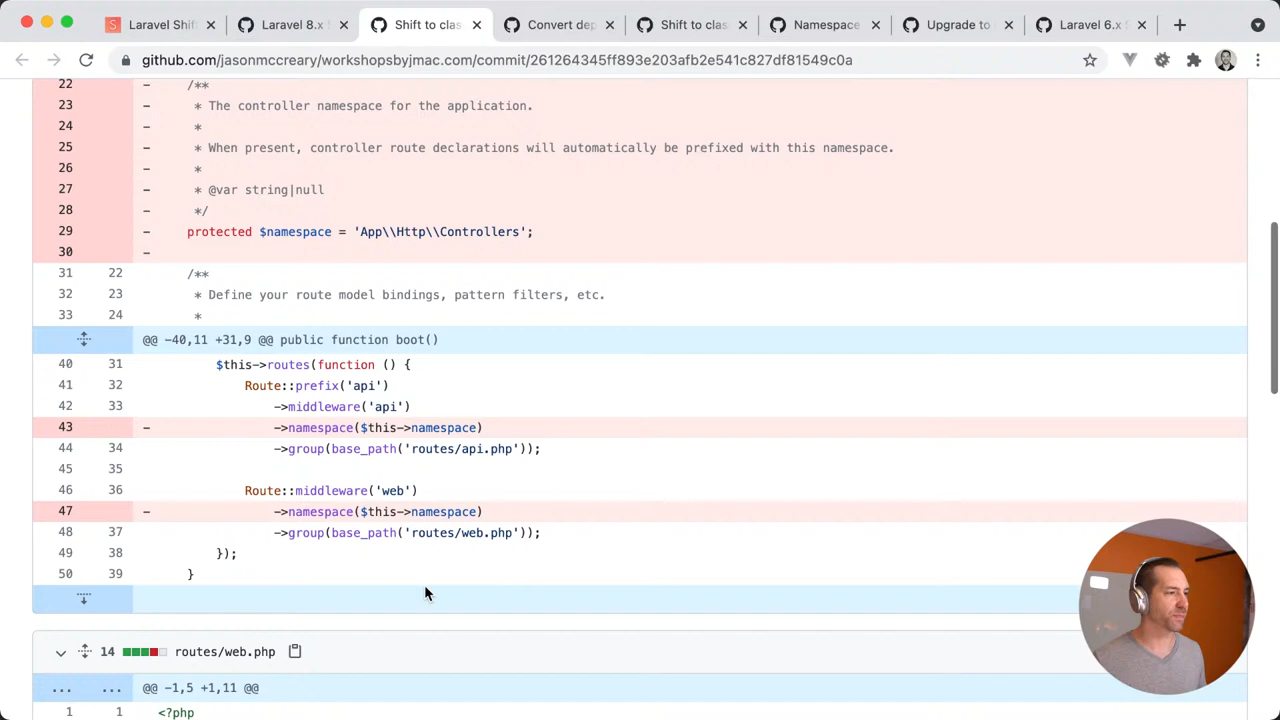 Laravel Shif
Laravel 8.x
Shift to clas
Convert dep
Shift to clas
Namespace
Upgrade to
Laravel 6.x S
github.com/jasonmccreary/workshopsbyjmac.com/commit/261264345ff893e203afb2e541c827df81549c0a
22 - /**
23 - * The controller namespace for the application.
24 - *
25 - * When present, controller route declarations will automatically be prefixed with this namespace.
26 - *
27 - * @var string|null
28 - */
29 - protected $namespace = 'App\\Http\\Controllers';
30 -
31 22 /**
32 23 * Define your route model bindings, pattern filters, etc.
33 24 *
@@ -40,11 +31,9 @@ public function boot()
40 31 $this->routes(function () {
41 32 Route::prefix('api')
42 33 ->middleware('api')
43 - ->namespace($this->namespace)
44 34 ->group(base_path('routes/api.php'));
45 35
46 36 Route::middleware('web')
47 - ->namespace($this->namespace)
48 37 ->group(base_path('routes/web.php'));
49 38 });
50 39 }
14 routes/web.php
... ... @@ -1,5 +1,11 @@
1 1 <?php